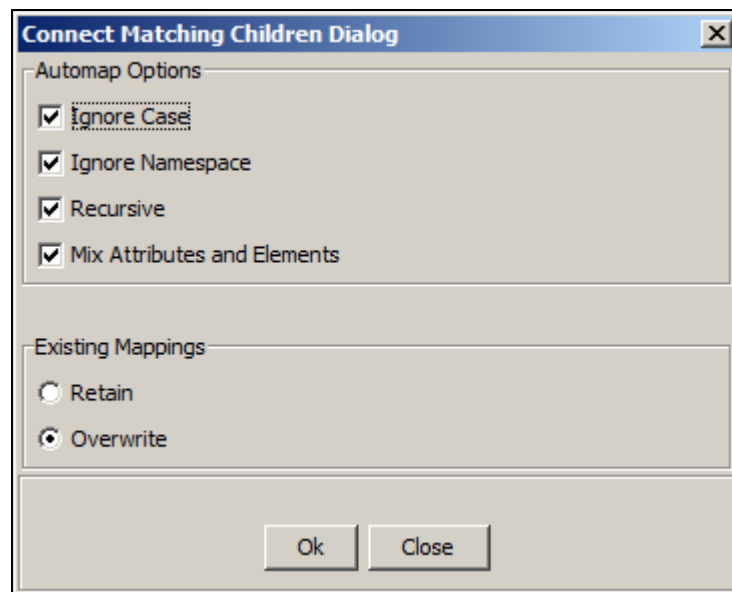 Connect Matching Children Dialog
Automap Options
Ignore Case
Ignore Namespace
Recursive
Mix Attributes and Elements
Existing Mappings
Retain
Overwrite
Ok Close